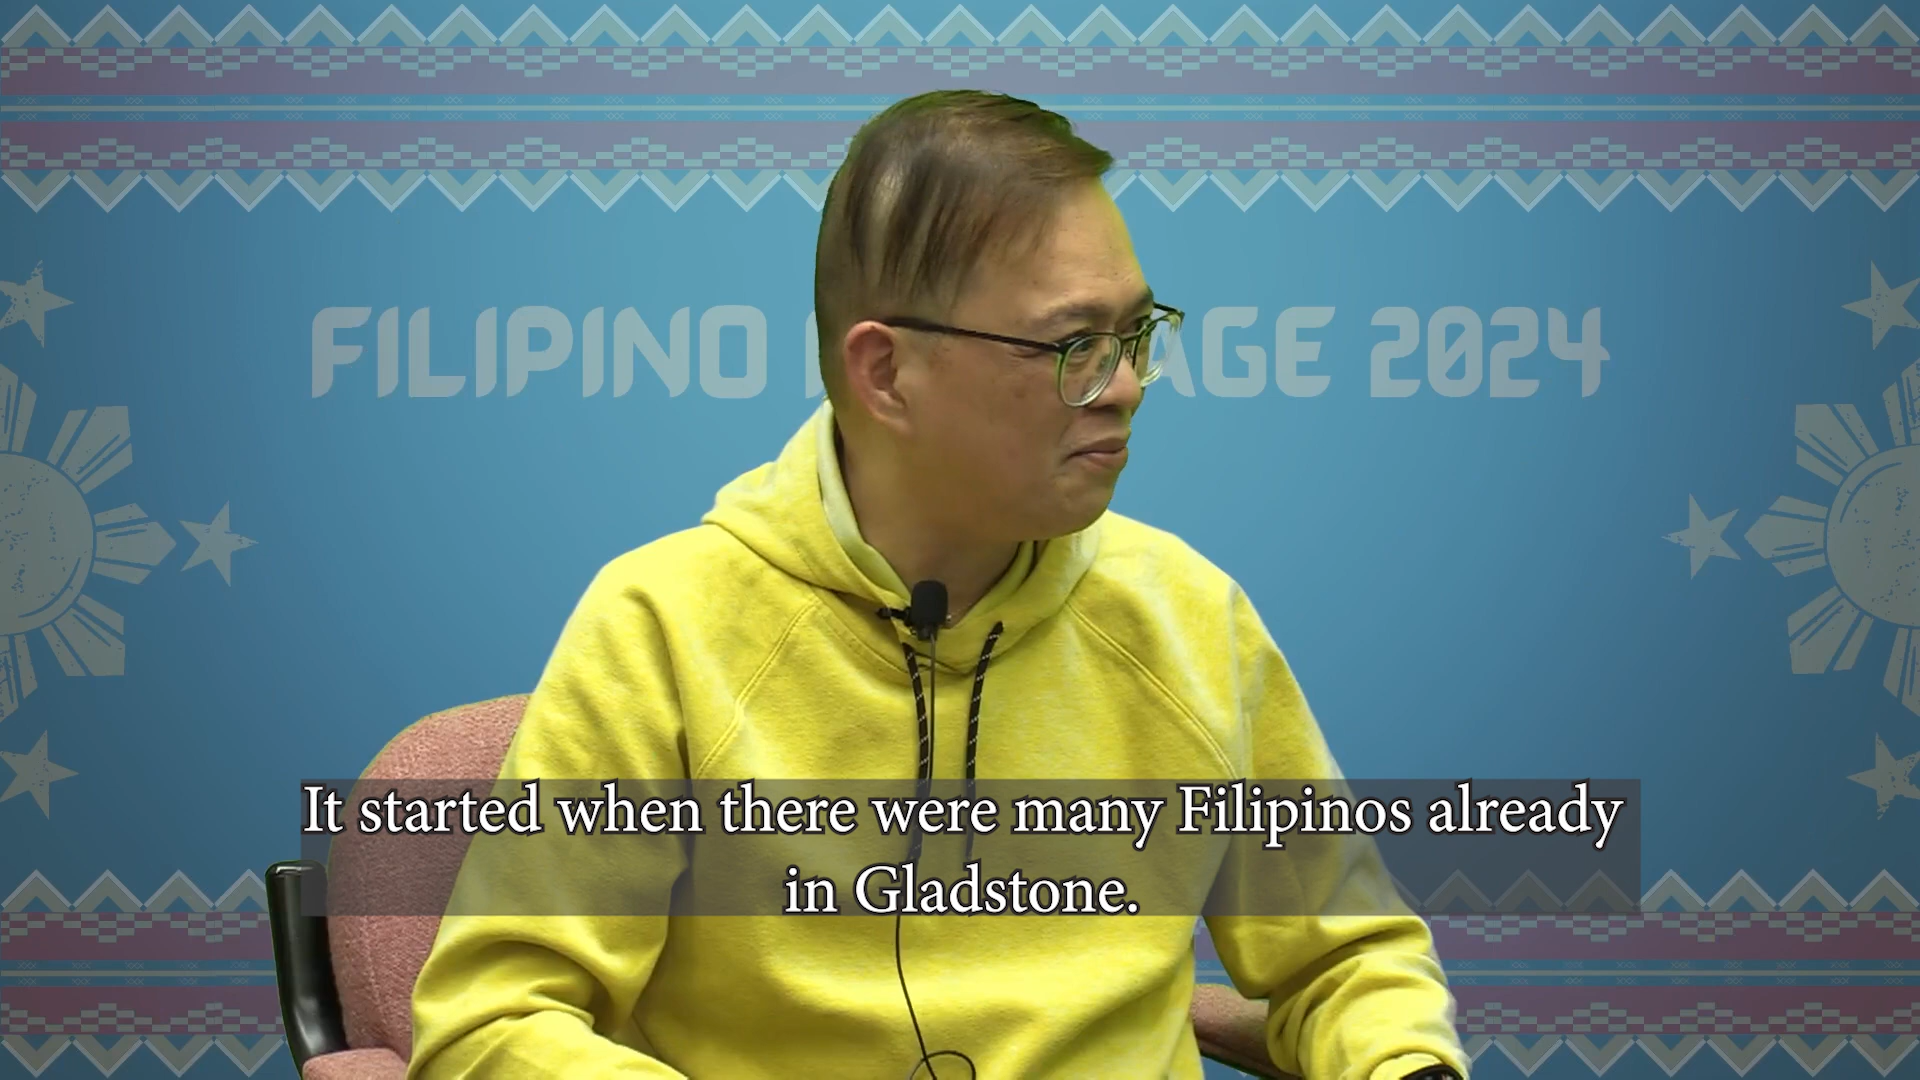 FILIPINO AGE 2024
It started when there were many Filipinos already
in Gladstone.